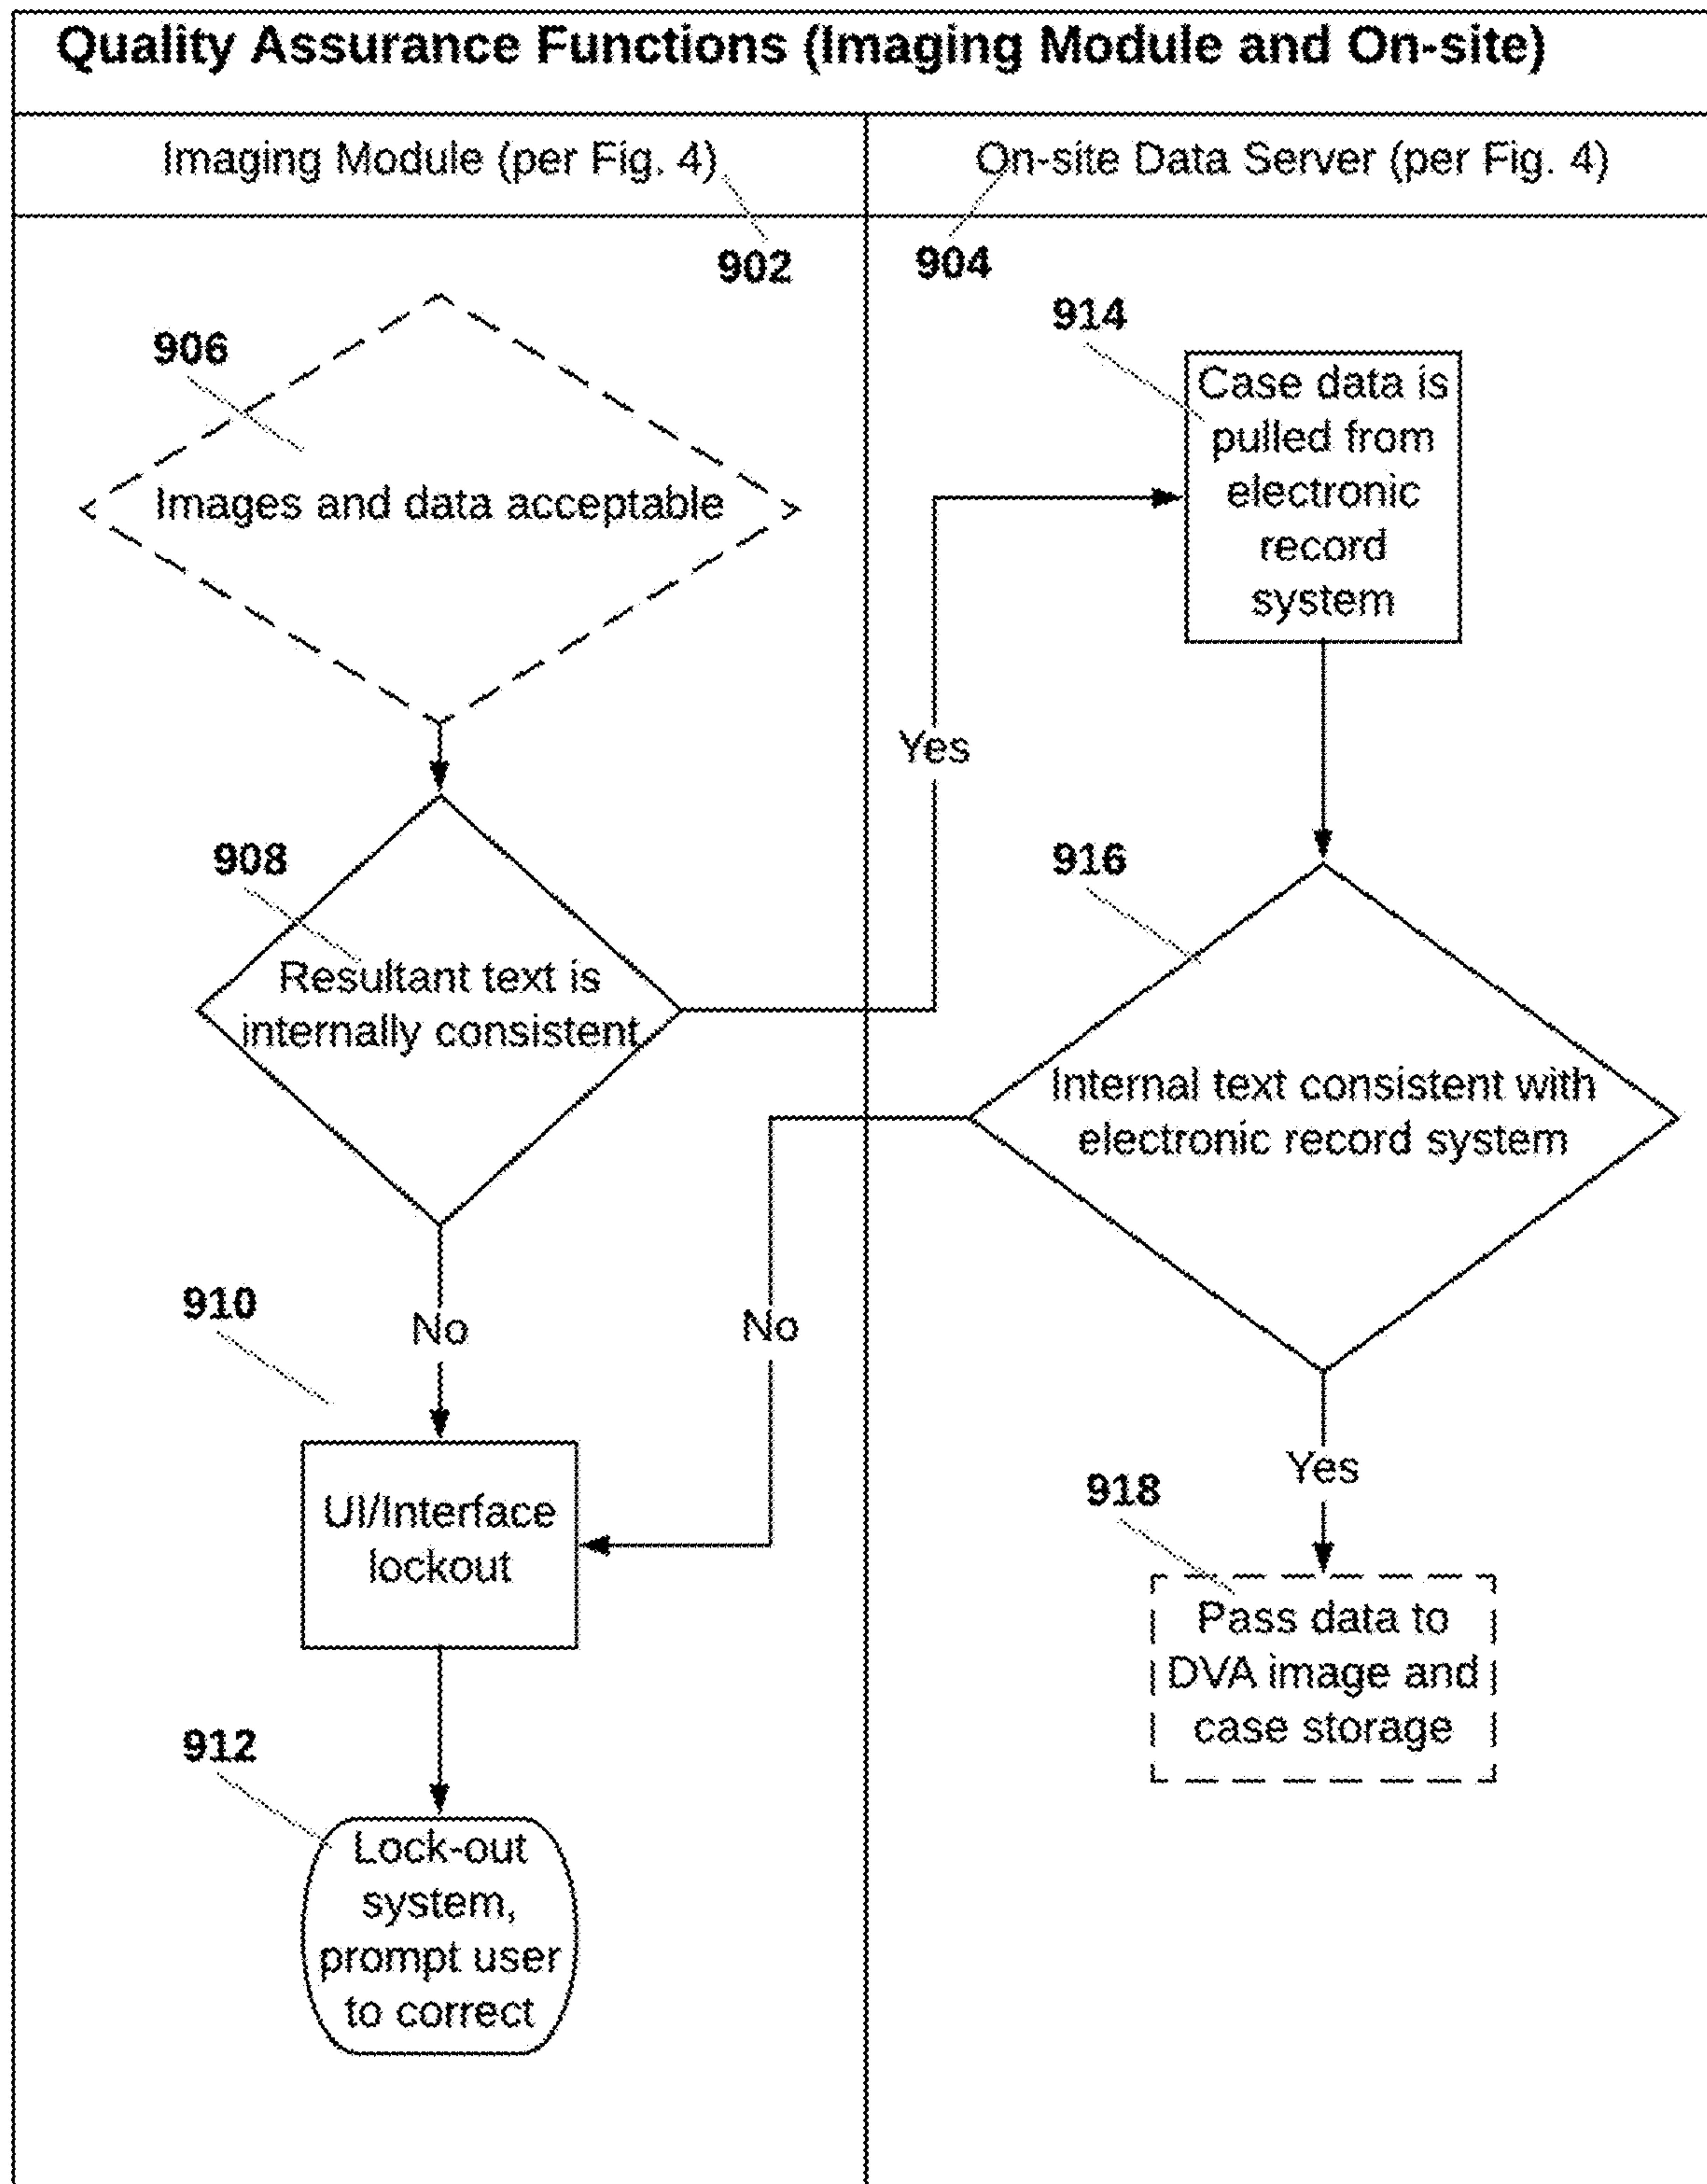 Quality Assurance Functions (Imaging Module and On-site)
Imaging Module (per Fig. 4)
On-site Data Server (per Fig. 4)
902
904
906
Images and data acceptable
914
Case data is
pulled from
electronic
record
system
Yes
908
Resultant text is
internally consistent
916
Internal text consistent with
electronic record system
910
No
No
UI/Interface
lockout
Yes
918
Pass data to
DVA image and
case storage
912
Lock-out
system,
prompt user
to correct